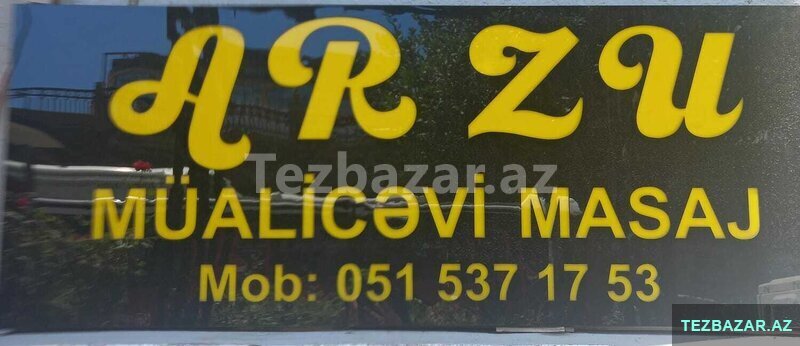 ARZU
Tezbazar.az
MÜALİCƏVİ MASAJ
Mob: 051 537 17 53
TEZBAZAR.AZ